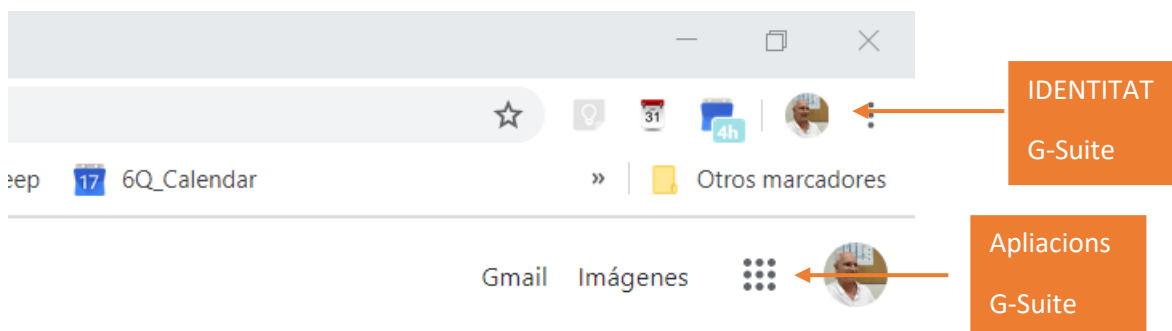 IDENTITAT
G-Suite
31
4h
eep 17 6Q_Calendar » Otros marcadores
Gmail Imágenes
Apliacions
G-Suite